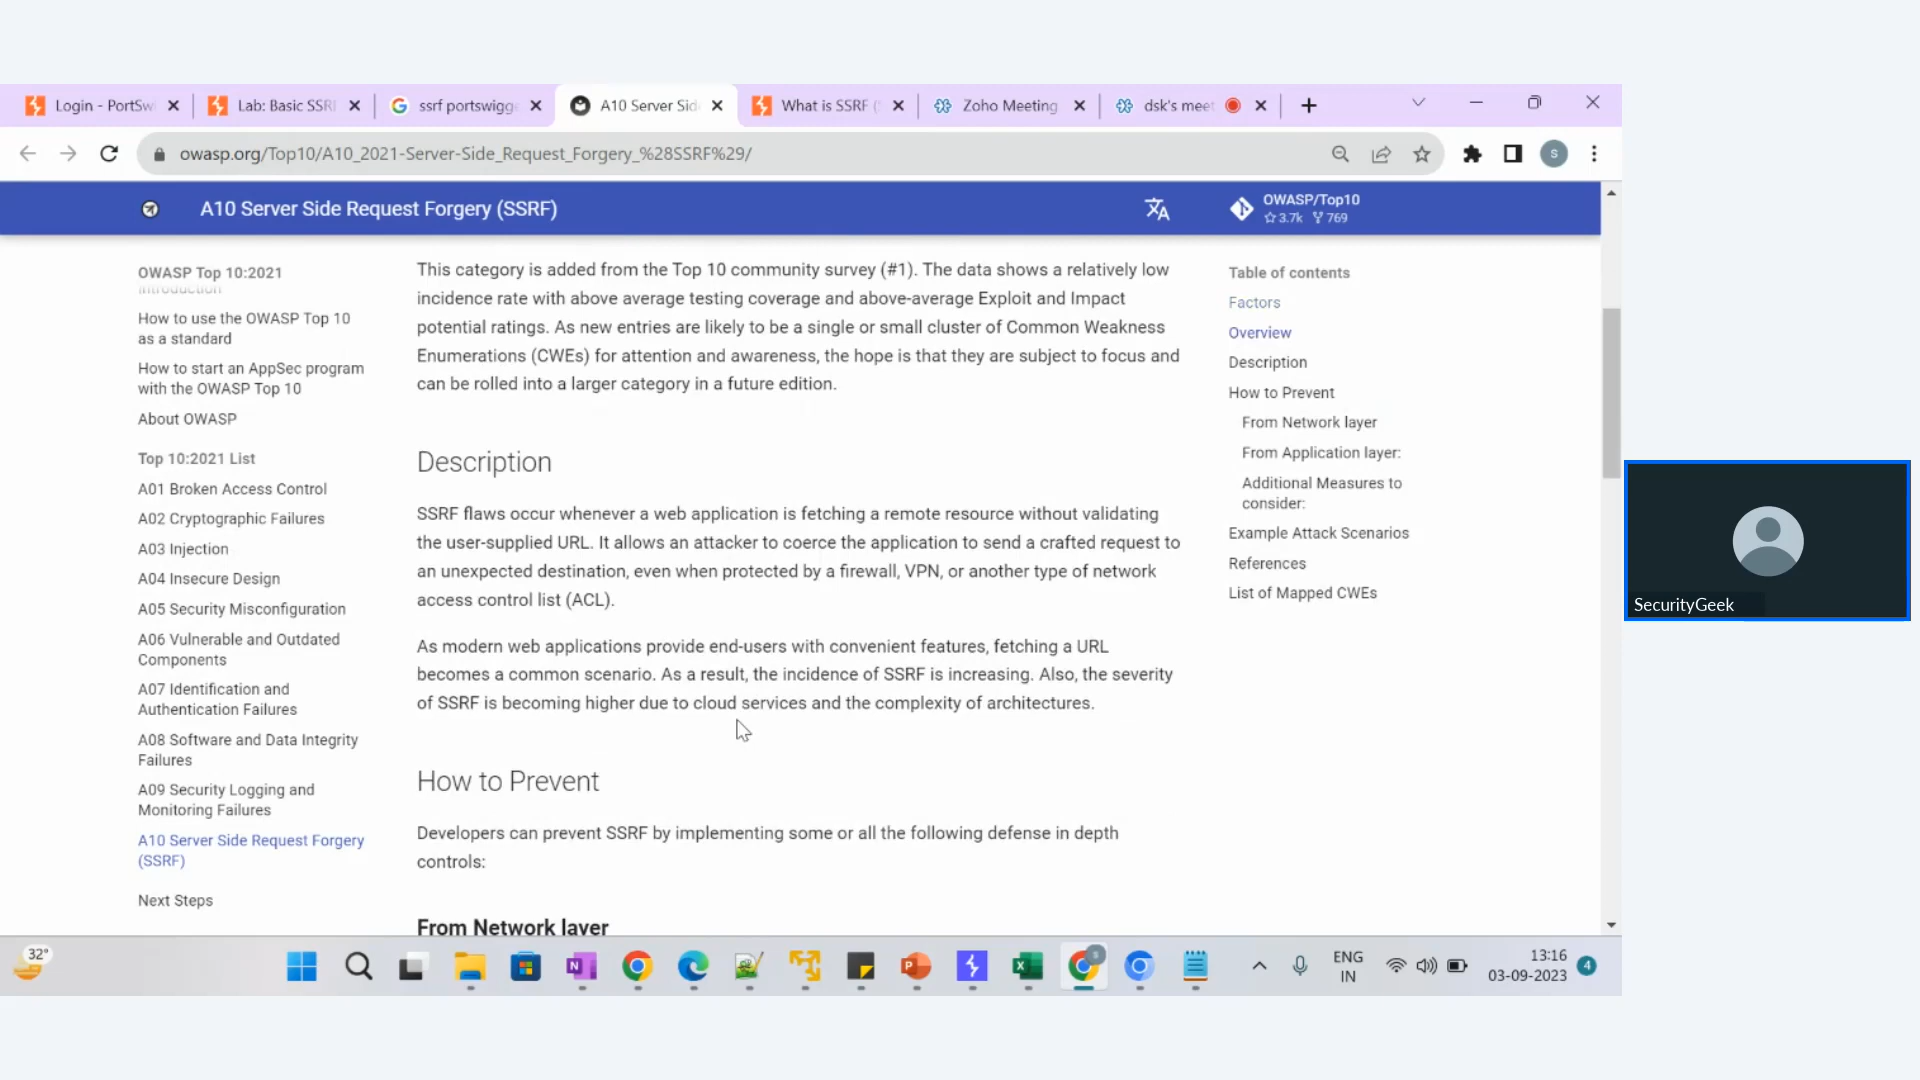 Login - PortSwi
Lab: Basic SSRF
ssrf portswigge
A10 Server Sid
What is SSRF (
Zoho Meeting
dsk's meet
owasp.org/Top10/A10_2021-Server-Side_Request_Forgery_%28SSRF%29/
S
A10 Server Side Request Forgery (SSRF)
OWASP/Top10
3.7k 769
OWASP Top 10:2021
Introduction
How to use the OWASP Top 10
as a standard
How to start an AppSec program
with the OWASP Top 10
About OWASP
Top 10:2021 List
A01 Broken Access Control
A02 Cryptographic Failures
A03 Injection
A04 Insecure Design
A05 Security Misconfiguration
A06 Vulnerable and Outdated
Components
A07 Identification and
Authentication Failures
A08 Software and Data Integrity
Failures
A09 Security Logging and
Monitoring Failures
A10 Server Side Request Forgery
(SSRF)
Next Steps
This category is added from the Top 10 community survey (#1). The data shows a relatively low
incidence rate with above average testing coverage and above-average Exploit and Impact
potential ratings. As new entries are likely to be a single or small cluster of Common Weakness
Enumerations (CWEs) for attention and awareness, the hope is that they are subject to focus and
can be rolled into a larger category in a future edition.
Description
SSRF flaws occur whenever a web application is fetching a remote resource without validating
the user-supplied URL. It allows an attacker to coerce the application to send a crafted request to
an unexpected destination, even when protected by a firewall, VPN, or another type of network
access control list (ACL).
As modern web applications provide end-users with convenient features, fetching a URL
becomes a common scenario. As a result, the incidence of SSRF is increasing. Also, the severity
of SSRF is becoming higher due to cloud services and the complexity of architectures.
How to Prevent
Developers can prevent SSRF by implementing some or all the following defense in depth
controls:
From Network layer
Table of contents
Factors
Overview
Description
How to Prevent
From Network layer
From Application layer:
Additional Measures to
consider:
Example Attack Scenarios
References
List of Mapped CWEs
SecurityGeek
32°
ENG
IN
13:16
03-09-2023
4